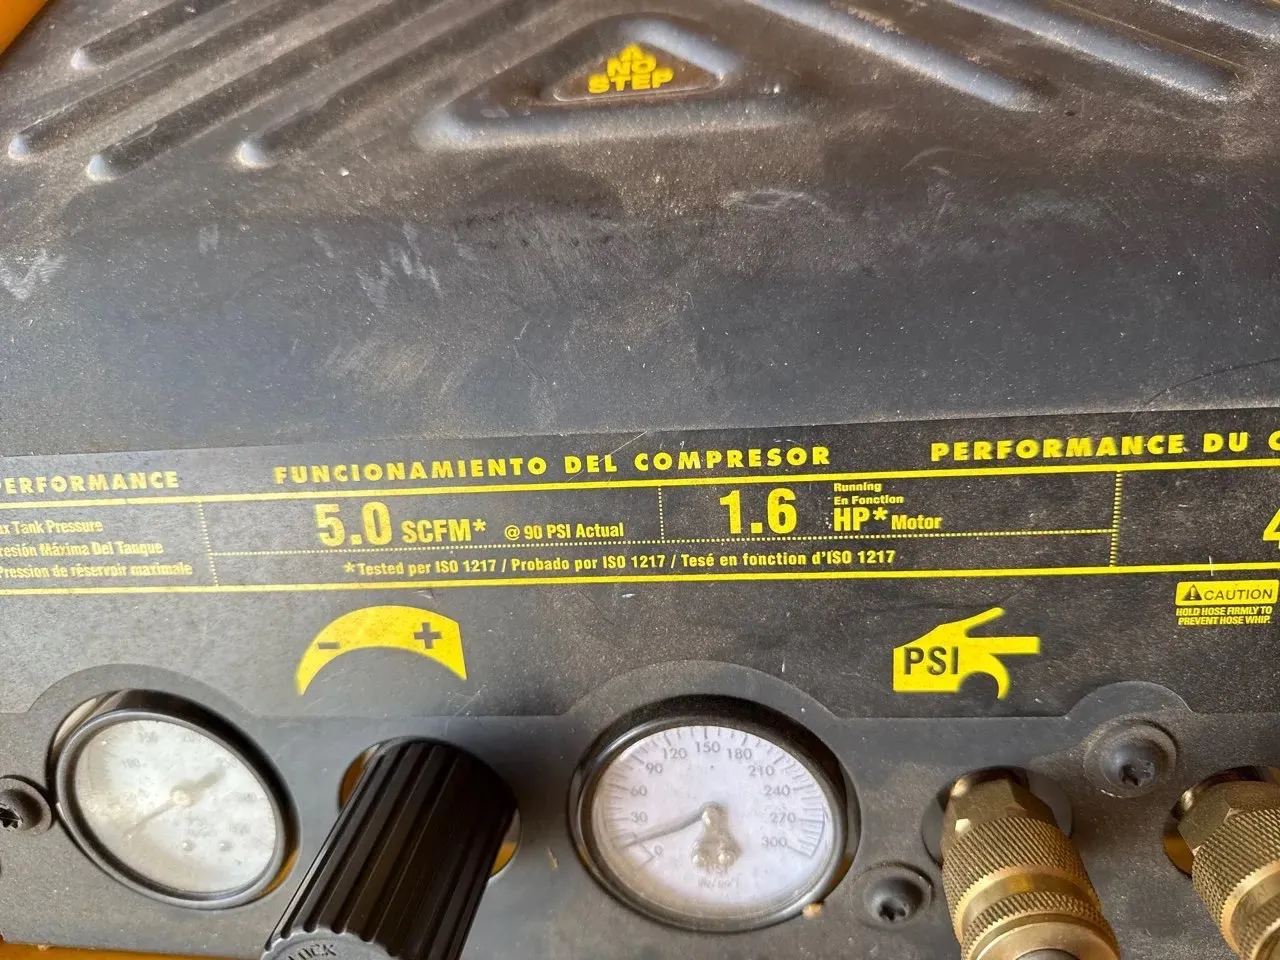 NO
STEP
PERFORMANCE
FUNCIONAMIENTO DEL COMPRESOR
PERFORMANCE DU
Tank Pressure
Máxima Del Tanque
Pression de réservoir maximale
5.0 SCFM* @ 90 PSI Actual
1.6
Running
En Fonction
HP* Motor
4
*Tested per ISO 1217 / Probado por ISO 1217 / Tesé en fonction d'ISO 1217
CAUTION
HOLD HOSE FIRMLY TO
PREVENT HOSE WHIP.
- +
PSI
0 30 60 90 120 150 180 210 240 270 300
PSI